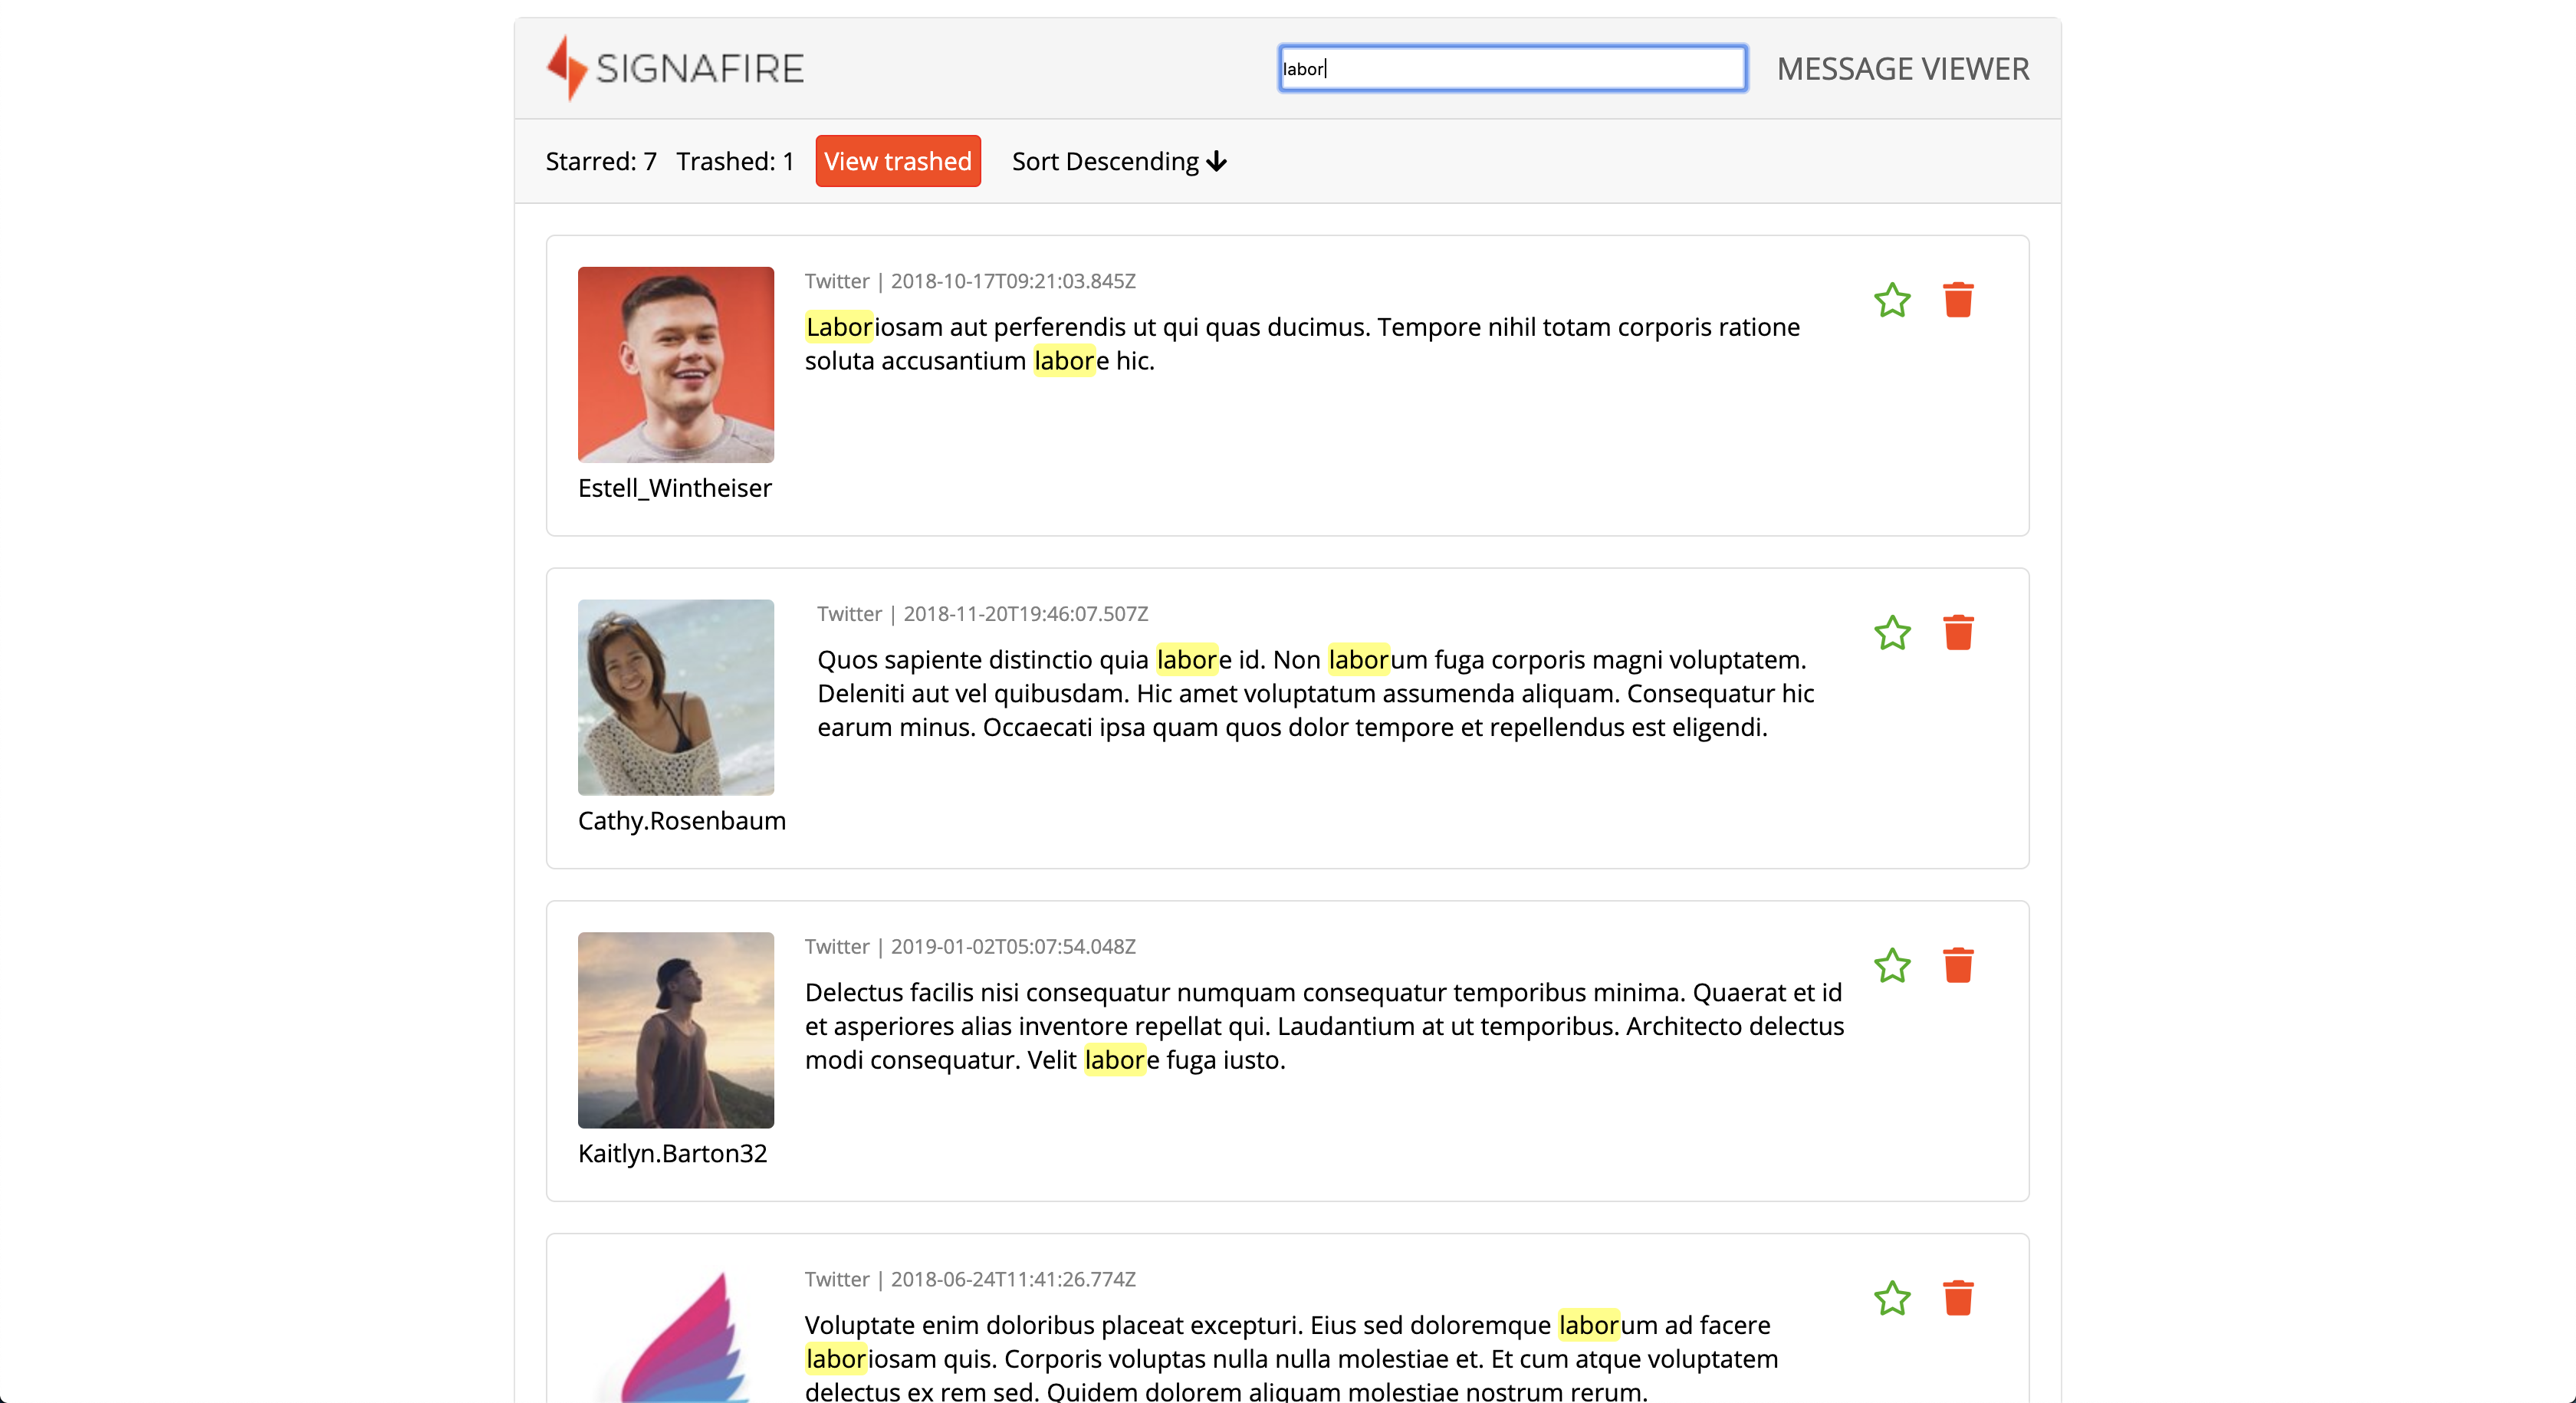 SIGNAFIRE
labor
MESSAGE VIEWER
Starred: 7 Trashed: 1 View trashed Sort Descending
Twitter | 2018-10-17T09:21:03.845Z
Laboriosam aut perferendis ut qui quas ducimus. Tempore nihil totam corporis ratione
soluta accusantium labore hic.
Estell_Wintheiser
Twitter | 2018-11-20T19:46:07.507Z
Quos sapiente distinctio quia labore id. Non laborum fuga corporis magni voluptatem.
Deleniti aut vel quibusdam. Hic amet voluptatum assumenda aliquam. Consequatur hic
earum minus. Occaecati ipsa quam quos dolor tempore et repellendus est eligendi.
Cathy.Rosenbaum
Twitter | 2019-01-02T05:07:54.048Z
Delectus facilis nisi consequatur numquam consequatur temporibus minima. Quaerat et id
et asperiores alias inventore repellat qui. Laudantium at ut temporibus. Architecto delectus
modi consequatur. Velit labore fuga iusto.
Kaitlyn.Barton32
Twitter | 2018-06-24T11:41:26.774Z
Voluptate enim doloribus placeat excepturi. Eius sed doloremque laborum ad facere
laboriosam quis. Corporis voluptas nulla nulla molestiae et. Et cum atque voluptatem
delectus ex rem sed. Quidem dolorem aliquam molestiae nostrum rerum.